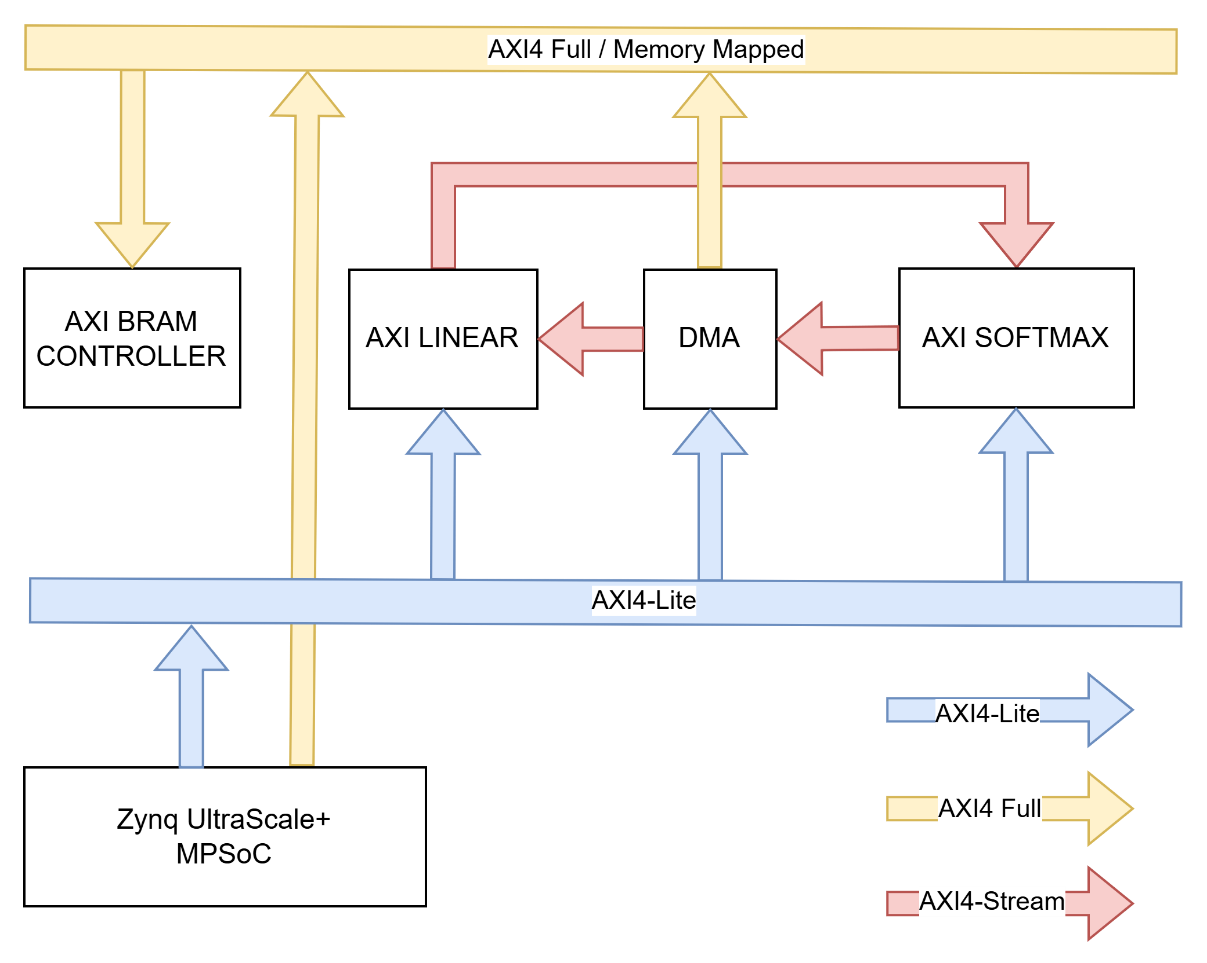 AXI4 Full / Memory Mapped
AXI BRAM
CONTROLLER
AXI LINEAR
DMA
AXI SOFTMAX
AXI4-Lite
AXI4-Lite
Zynq UltraScale+
MPSoC
AXI4 Full
AXI4-Stream